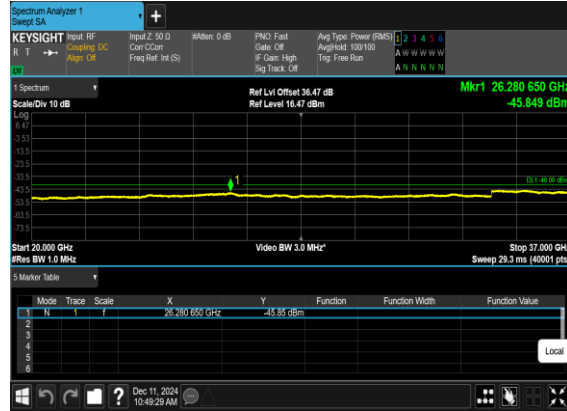 Spectrum Analyzer 1
Swept SA
+
KEYSIGHT Input: RF Input Z: 50 Ω #Atten: 0 dB PNO: Fast Avg Type: Power (RMS) 1 2 3 4 5 6
R T Coupling: DC Corr CCorr Gate: Off Avg|Hold: 100/100 A W W W W W
Align: Off Freq Ref: Int (S) IF Gain: High Trig: Free Run
LW Sig Track: Off A N N N N N
1 Spectrum Ref Lvl Offset 36.47 dB Mkr1 26.280 650 GHz
Scale/Div 10 dB Ref Level 16.47 dBm -45.849 dBm
Log
6.47
-3.53
-13.5
-23.5
1
-33.5 DL1 -40.00 dBm
-43.5
-53.5
-63.5
-73.5
Start 20.000 GHz Video BW 3.0 MHz* Stop 37.000 GHz
#Res BW 1.0 MHz Sweep 29.3 ms (40001 pts)
5 Marker Table
Mode Trace Scale X Y Function Function Width Function Value
1 N 1 f 26.280 650 GHz -45.85 dBm
2
3
4
5
6
Local
? Dec 11, 2024
10:49:29 AM